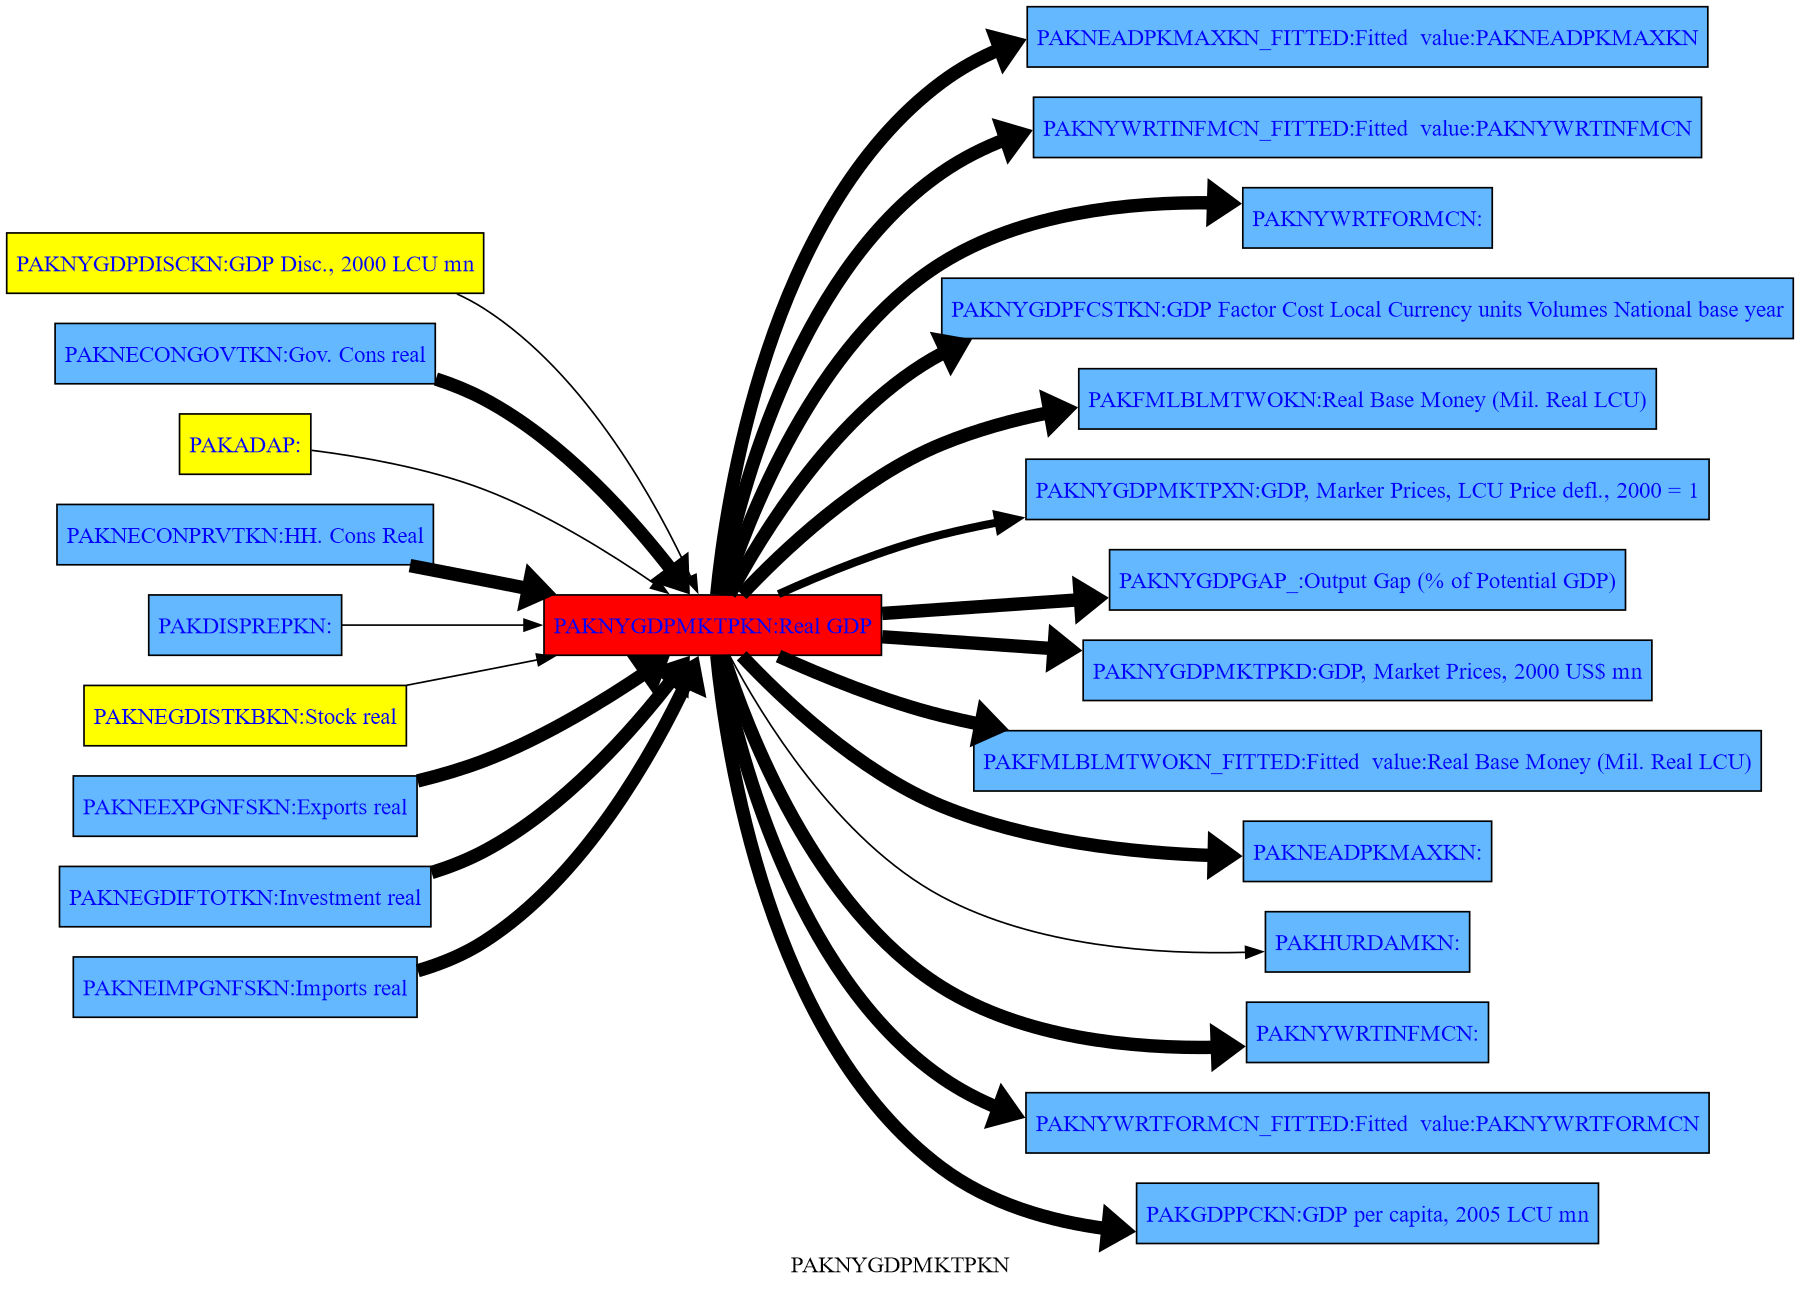 PAKNEADPKMAXKN_FITTED:Fitted  value:PAKNEADPKMAXKN
PAKNYWRTINFMCN_FITTED:Fitted  value:PAKNYWRTINFMCN
PAKNYWRTFORMCN:
PAKNYGDPDISCKN:GDP Disc., 2000 LCU mn
PAKNYGDPFCSTKN:GDP Factor Cost Local Currency units Volumes National base year
PAKNECONGOVTKN:Gov. Cons real
PAKFMLBLMTWOKN:Real Base Money (Mil. Real LCU)
PAKADAP:
PAKNYGDPMKTPXN:GDP, Marker Prices, LCU Price defl., 2000 = 1
PAKNECONPRVTKN:HH. Cons Real
PAKNYGDPGAP_:Output Gap (% of Potential GDP)
PAKDISPREPKN:
PAKNYGDPMKTPKN:Real GDP
PAKNYGDPMKTPKD:GDP, Market Prices, 2000 US$ mn
PAKNEGDISTKBKN:Stock real
PAKFMLBLMTWOKN_FITTED:Fitted  value:Real Base Money (Mil. Real LCU)
PAKNEEXPGNFSKN:Exports real
PAKNEADPKMAXKN:
PAKNEGDIFTOTKN:Investment real
PAKHURDAMKN:
PAKNEIMPGNFSKN:Imports real
PAKNYWRTINFMCN:
PAKNYWRTFORMCN_FITTED:Fitted  value:PAKNYWRTFORMCN
PAKGDPPCKN:GDP per capita, 2005 LCU mn
PAKNYGDPMKTPKN